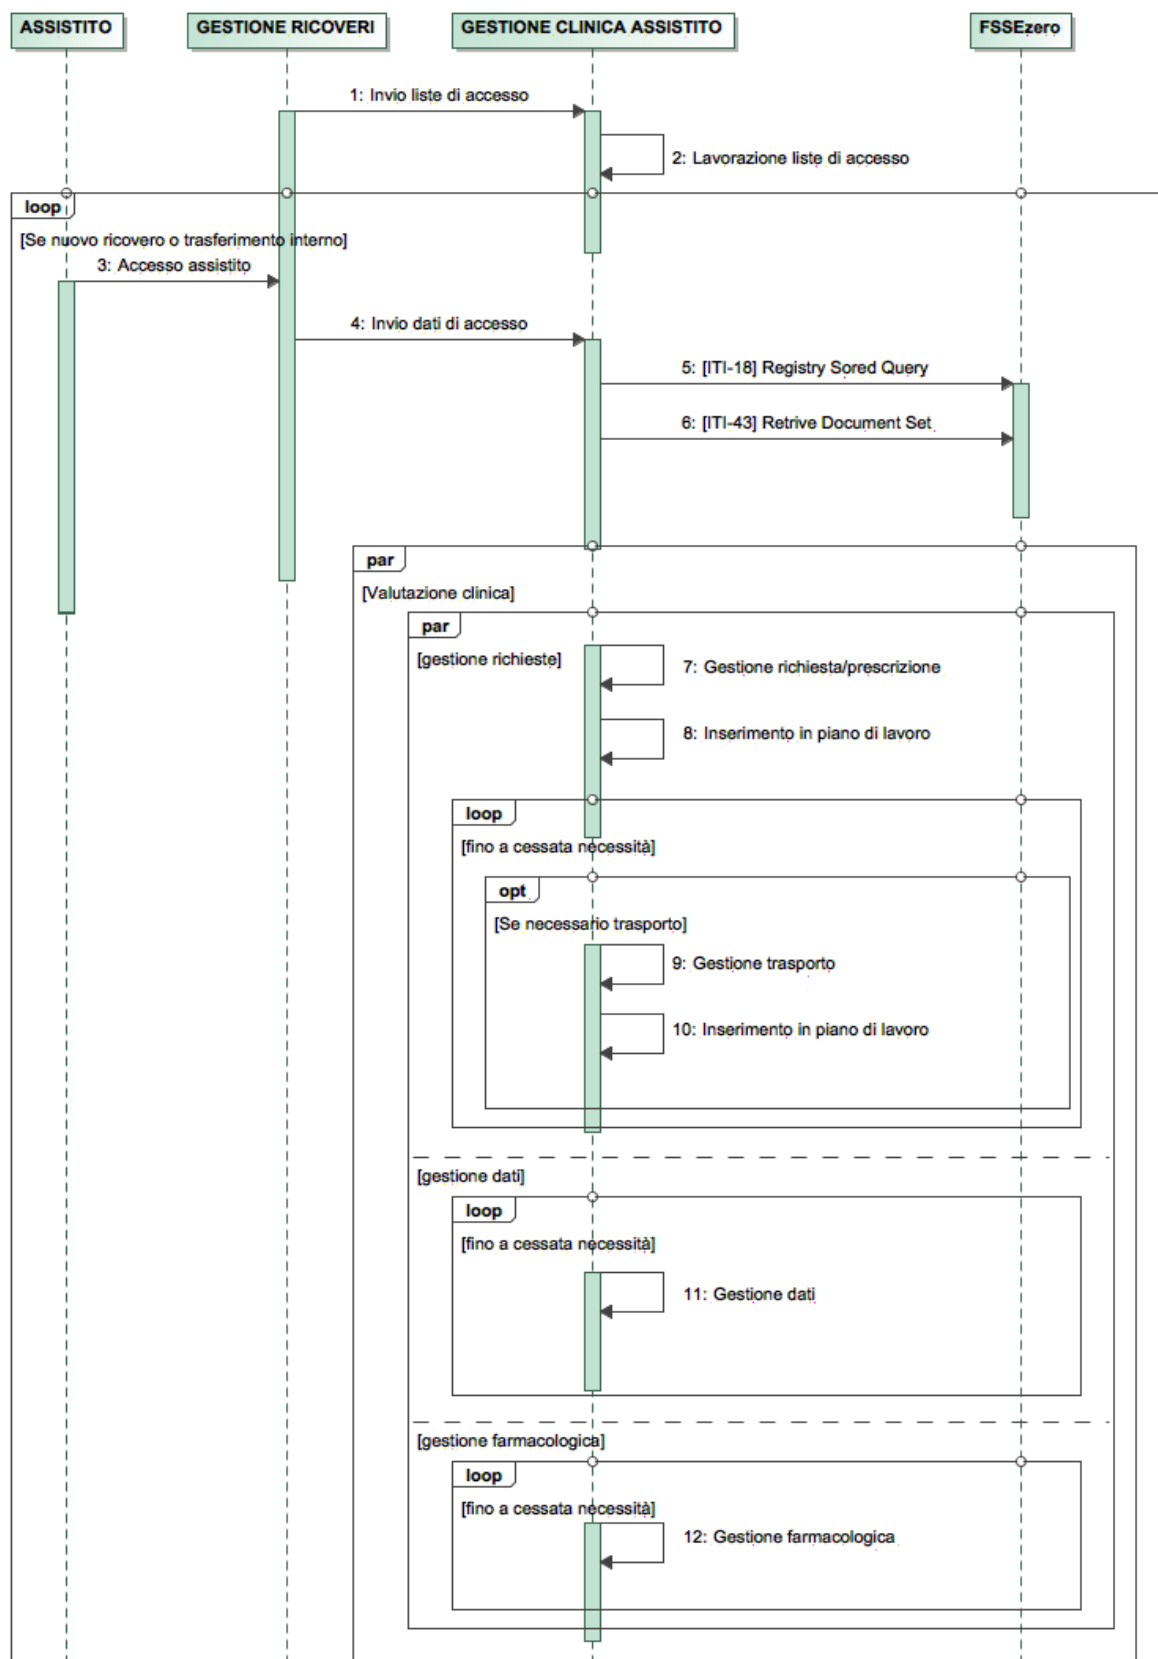 ASSISTITO
GESTIONE RICOVERI
GESTIONE CLINICA ASSISTITO
FSSEzero
1: Invio liste di accesso
2: Lavorazione liste di accesso
loop
[Se nuovo ricovero o trasferimento interno]
3: Accesso assistito
4: Invio dati di accesso
5: [ITI-18] Registry Sored Query
6: [ITI-43] Retrive Document Set
par
[Valutazione clinica]
par
[gestione richieste]
7: Gestione richiesta/prescrizione
8: Inserimento in piano di lavoro
loop
[fino a cessata necessità]
opt
[Se necessario trasporto]
9: Gestione trasporto
10: Inserimento in piano di lavoro
[gestione dati]
loop
[fino a cessata necessità]
11: Gestione dati
[gestione farmacologica]
loop
[fino a cessata necessità]
12: Gestione farmacologica